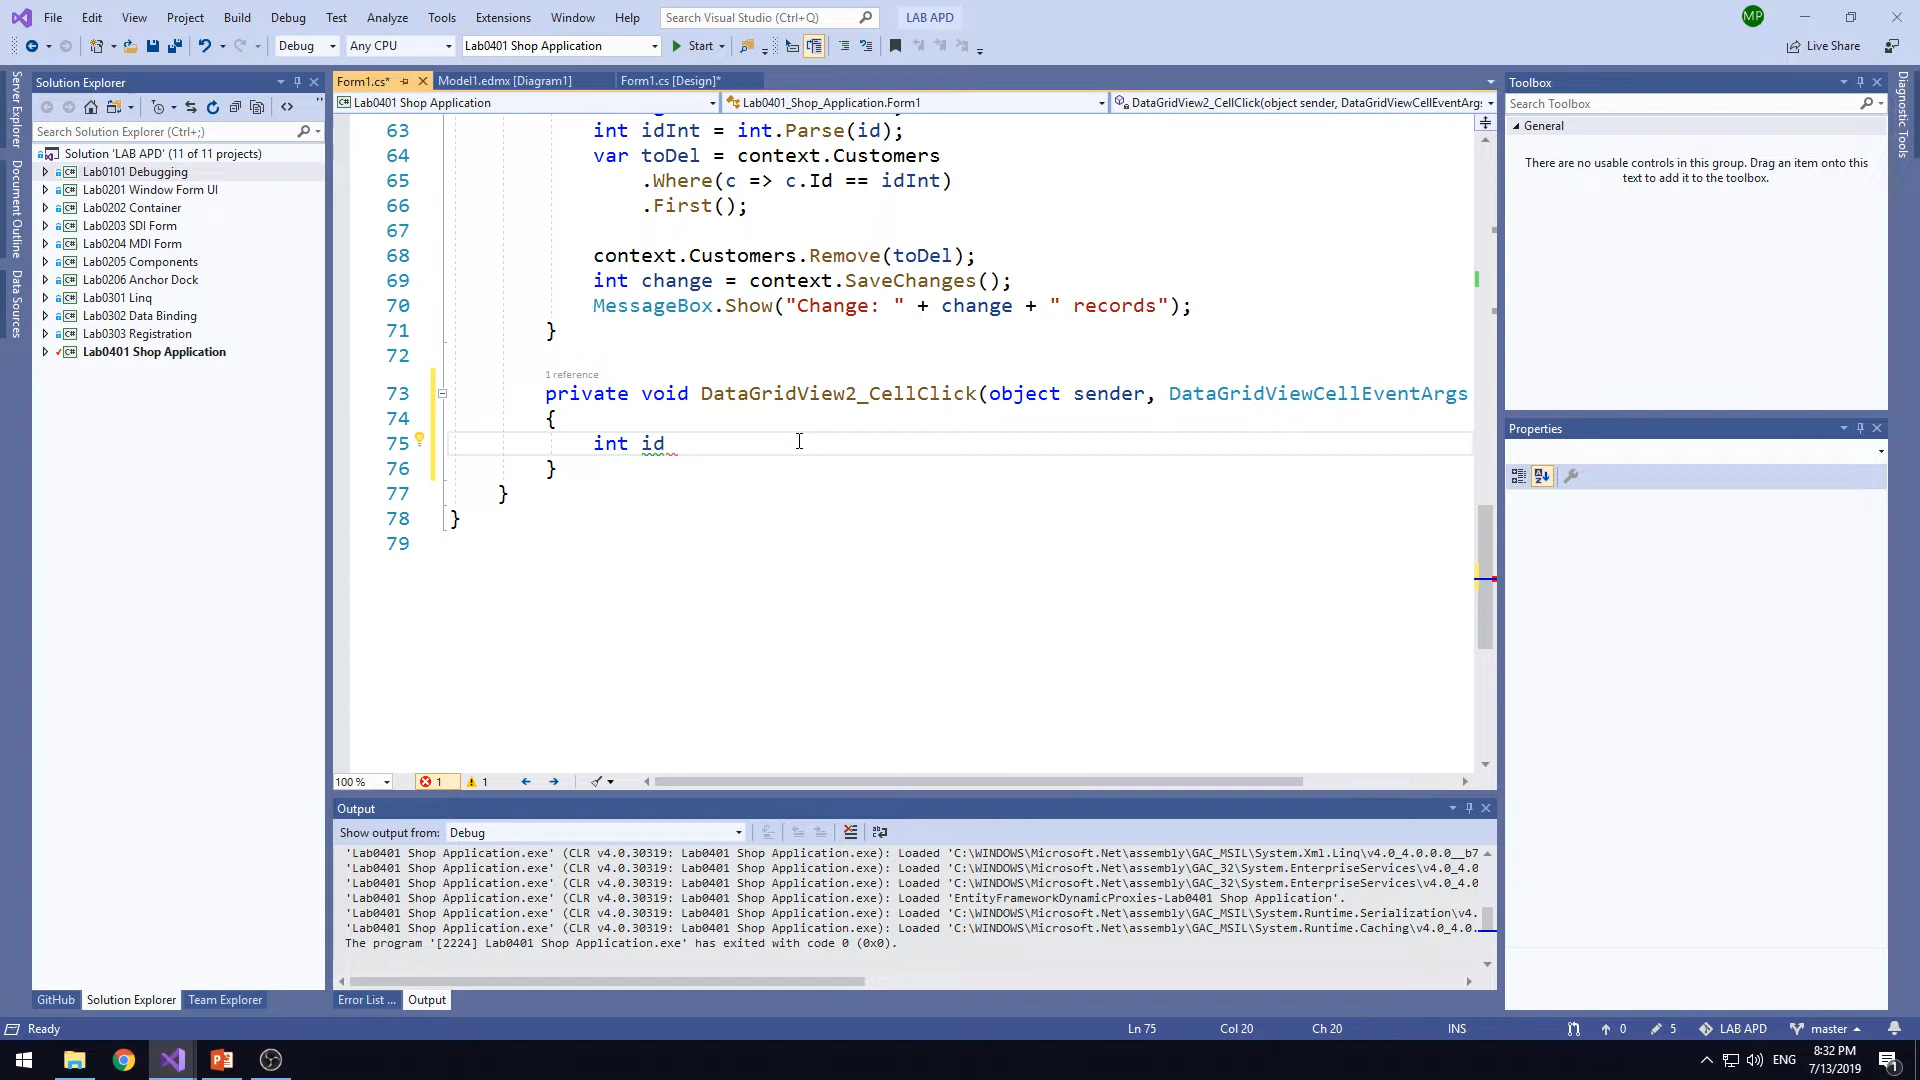 File Edit View Project Build Debug Test Analyze Tools Extensions Window Help Search Visual Studio (Ctrl+Q) LAB APD MP
Debug Any CPU Lab0401 Shop Application Start Live Share
Server Explorer
Document Outline
Data Sources
Solution Explorer
Search Solution Explorer (Ctrl+;)
Solution 'LAB APD' (11 of 11 projects)
Lab0101 Debugging
Lab0201 Window Form UI
Lab0202 Container
Lab0203 SDI Form
Lab0204 MDI Form
Lab0205 Components
Lab0206 Anchor Dock
Lab0301 Linq
Lab0302 Data Binding
Lab0303 Registration
Lab0401 Shop Application
GitHub Solution Explorer Team Explorer
Form1.cs* Model1.edmx [Diagram1] Form1.cs [Design]*
Lab0401 Shop Application Lab0401_Shop_Application.Form1 DataGridView2_CellClick(object sender, DataGridViewCellEventArgs
63 int idInt = int.Parse(id);
64 var toDel = context.Customers
65 .Where(c => c.Id == idInt)
66 .First();
67
68 context.Customers.Remove(toDel);
69 int change = context.SaveChanges();
70 MessageBox.Show("Change: " + change + " records");
71 }
72
1 reference
73 private void DataGridView2_CellClick(object sender, DataGridViewCellEventArgs
74 {
75 int id
76 }
77 }
78 }
79
100 % 1 1
Output
Show output from: Debug
'Lab0401 Shop Application.exe' (CLR v4.0.30319: Lab0401 Shop Application.exe): Loaded 'C:\WINDOWS\Microsoft.Net\assembly\GAC_MSIL\System.Xml.Linq\v4.0_4.0.0.0__b7
'Lab0401 Shop Application.exe' (CLR v4.0.30319: Lab0401 Shop Application.exe): Loaded 'C:\WINDOWS\Microsoft.Net\assembly\GAC_32\System.EnterpriseServices\v4.0_4.0
'Lab0401 Shop Application.exe' (CLR v4.0.30319: Lab0401 Shop Application.exe): Loaded 'C:\WINDOWS\Microsoft.Net\assembly\GAC_32\System.EnterpriseServices\v4.0_4.0
'Lab0401 Shop Application.exe' (CLR v4.0.30319: Lab0401 Shop Application.exe): Loaded 'EntityFrameworkDynamicProxies-Lab0401 Shop Application'.
'Lab0401 Shop Application.exe' (CLR v4.0.30319: Lab0401 Shop Application.exe): Loaded 'C:\WINDOWS\Microsoft.Net\assembly\GAC_MSIL\System.Runtime.Serialization\v4.
'Lab0401 Shop Application.exe' (CLR v4.0.30319: Lab0401 Shop Application.exe): Loaded 'C:\WINDOWS\Microsoft.Net\assembly\GAC_MSIL\System.Runtime.Caching\v4.0_4.0.
The program '[2224] Lab0401 Shop Application.exe' has exited with code 0 (0x0).
Error List ... Output
Toolbox
Search Toolbox
General
There are no usable controls in this group. Drag an item onto this
text to add it to the toolbox.
Properties
Diagnostic Tools
Ready Ln 75 Col 20 Ch 20 INS 0 5 LAB APD master
ENG 8:32 PM
7/13/2019 1